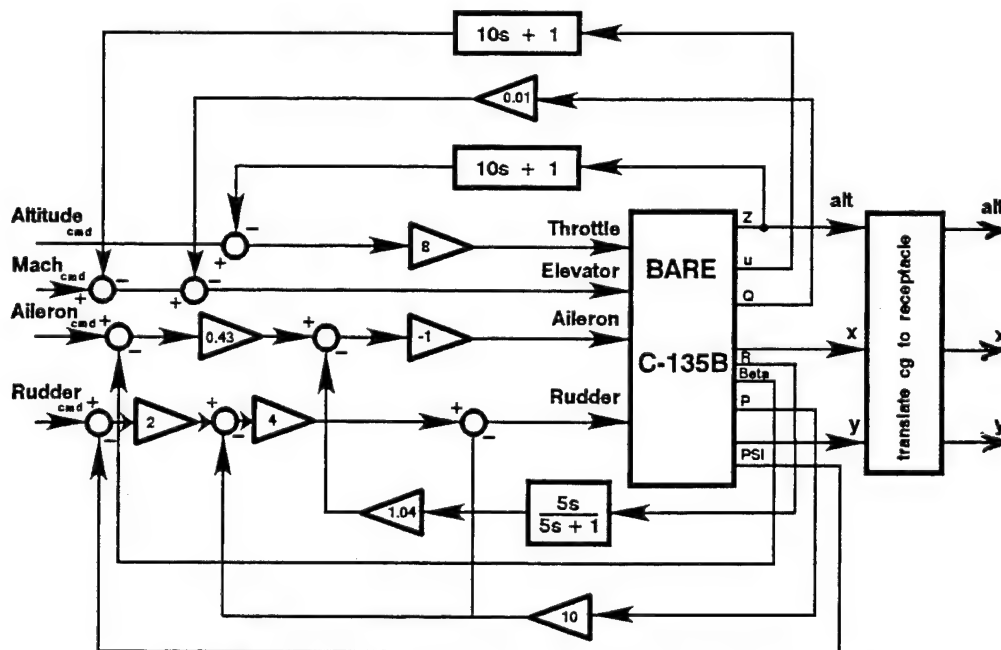 10s + 1
0.01
10s + 1
Altitude cmd
8
Throttle
Z
alt
alt
Mach cmd
Elevator
BARE
u
Q
Aileron cmd
0.43
-1
Aileron
C-135B
x
x
R
Beta
Rudder cmd
2
4
Rudder
P
y
y
PSI
translate cg to receptacle
1.04
5s
5s + 1
10
+
−
+
−
+
−
+
−
+
−
+
−
+
−
+
−